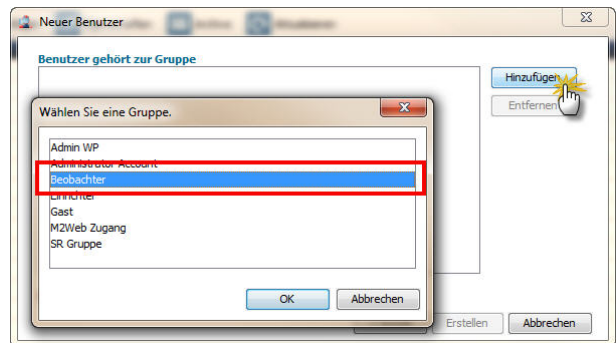 Neuer Benutzer
Benutzer gehört zur Gruppe
Hinzufügen
Entfernen
Wählen Sie eine Gruppe.
Admin WP
Administrator Account
Beobachter
Einrichter
Gast
M2Web Zugang
SR Gruppe
OK
Abbrechen
Erstellen
Abbrechen